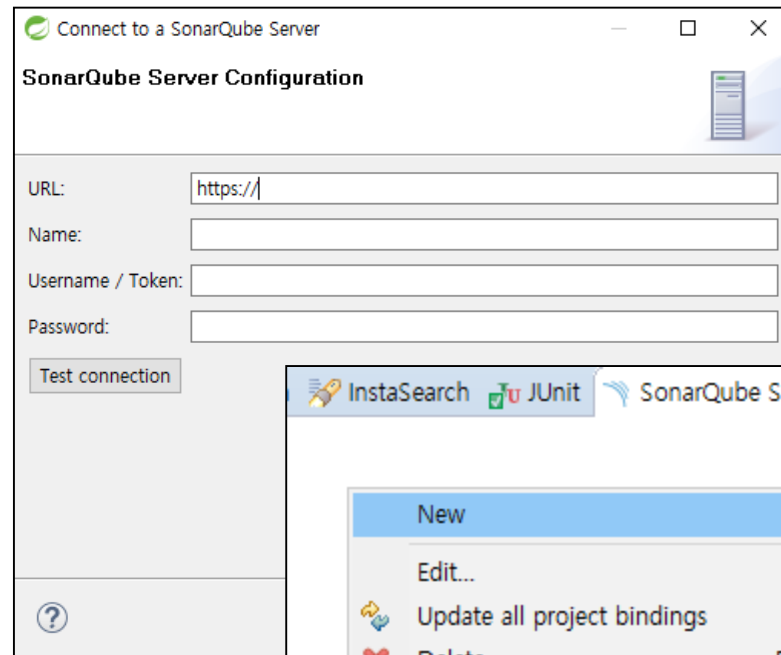 Connect to a SonarQube Server
SonarQube Server Configuration
URL:
https://
Name:
Username / Token:
Password:
Test connection
InstaSearch
JUnit
SonarQube S
New
Edit...
Update all project bindings
Delete